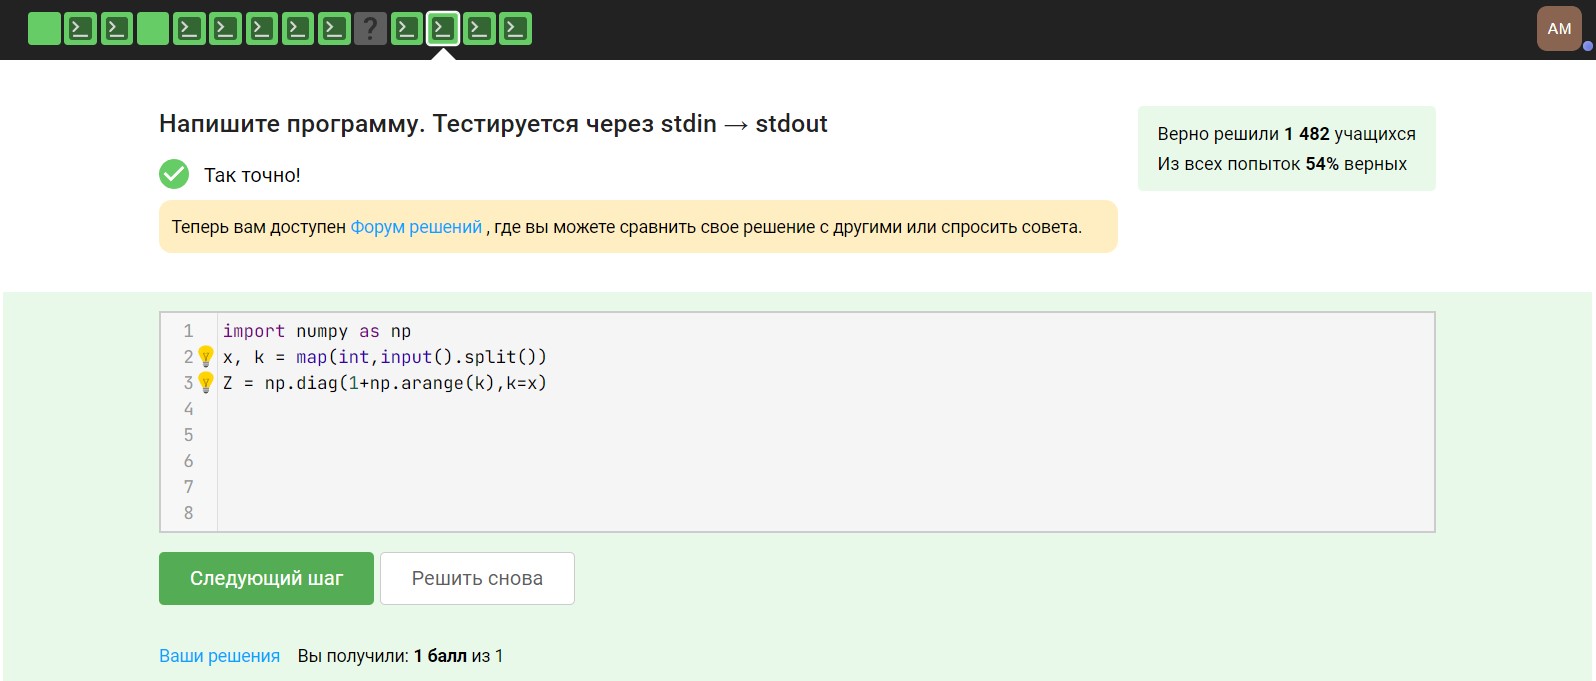 ?
AM
Напишите программу. Тестируется через stdin → stdout
Так точно!
Теперь вам доступен Форум решений , где вы можете сравнить свое решение с другими или спросить совета.
Верно решили 1 482 учащихся
Из всех попыток 54% верных
1 import numpy as np
2 x, k = map(int,input().split())
3 Z = np.diag(1+np.arange(k),k=x)
4
5
6
7
8
Следующий шаг
Решить снова
Ваши решения Вы получили: 1 балл из 1